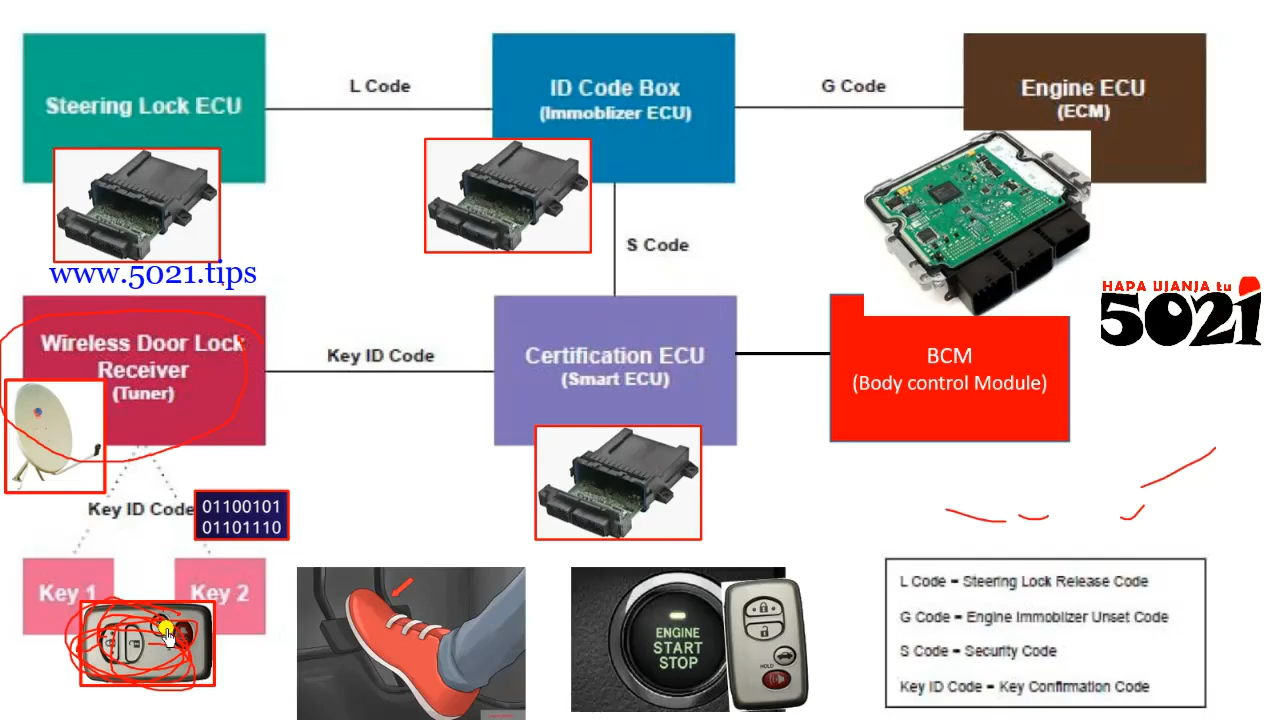 Steering Lock ECU
L Code
ID Code Box
(Immoblizer ECU)
G Code
Engine ECU
(ECM)
S Code
www.5021.tips
HAPA UJANJA tu
5021
Wireless Door Lock
Receiver
(Tuner)
Key ID Code
Certification ECU
(Smart ECU)
BCM
(Body control Module)
Key ID Code
01100101
01101110
Key 1
Key 2
ENGINE
START
STOP
HOLD
L Code = Steering Lock Release Code
G Code = Engine Immoblizer Unset Code
S Code = Security Code
Key ID Code = Key Confirmation Code